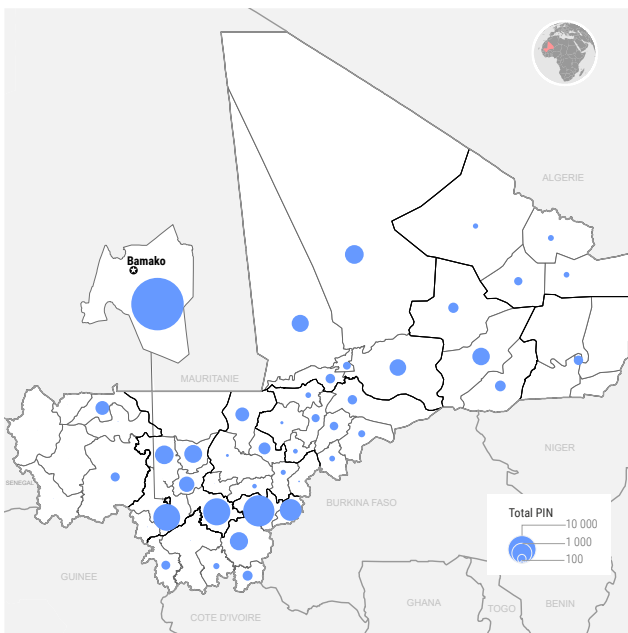 ALGERIE
Bamako
MAURITANIE
NIGER
SENEGAL
BURKINA FASO
Total PIN
10 000
1 000
100
GUINEE
GHANA
TOGO
BENIN
COTE D'IVOIRE